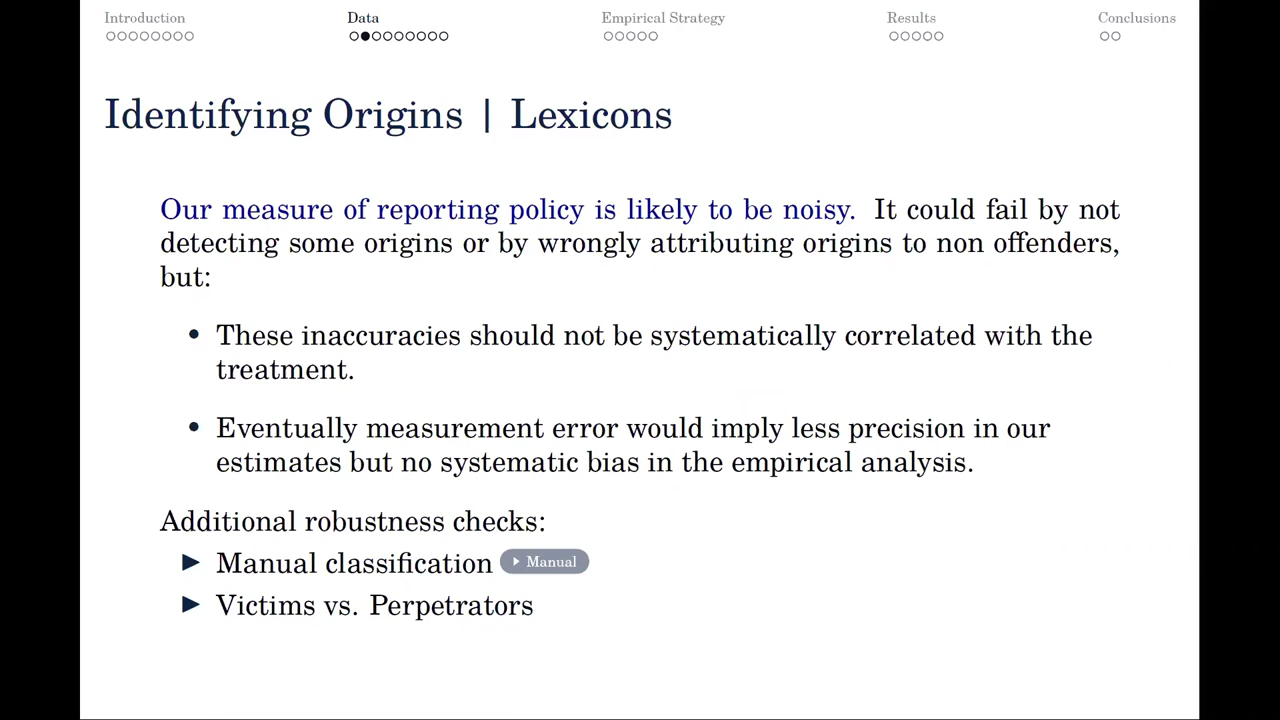 Introduction Data Empirical Strategy Results Conclusions
Identifying Origins | Lexicons
Our measure of reporting policy is likely to be noisy. It could fail by not
detecting some origins or by wrongly attributing origins to non offenders,
but:
• These inaccuracies should not be systematically correlated with the
treatment.
• Eventually measurement error would imply less precision in our
estimates but no systematic bias in the empirical analysis.
Additional robustness checks:
▶ Manual classification ▶ Manual
▶ Victims vs. Perpetrators